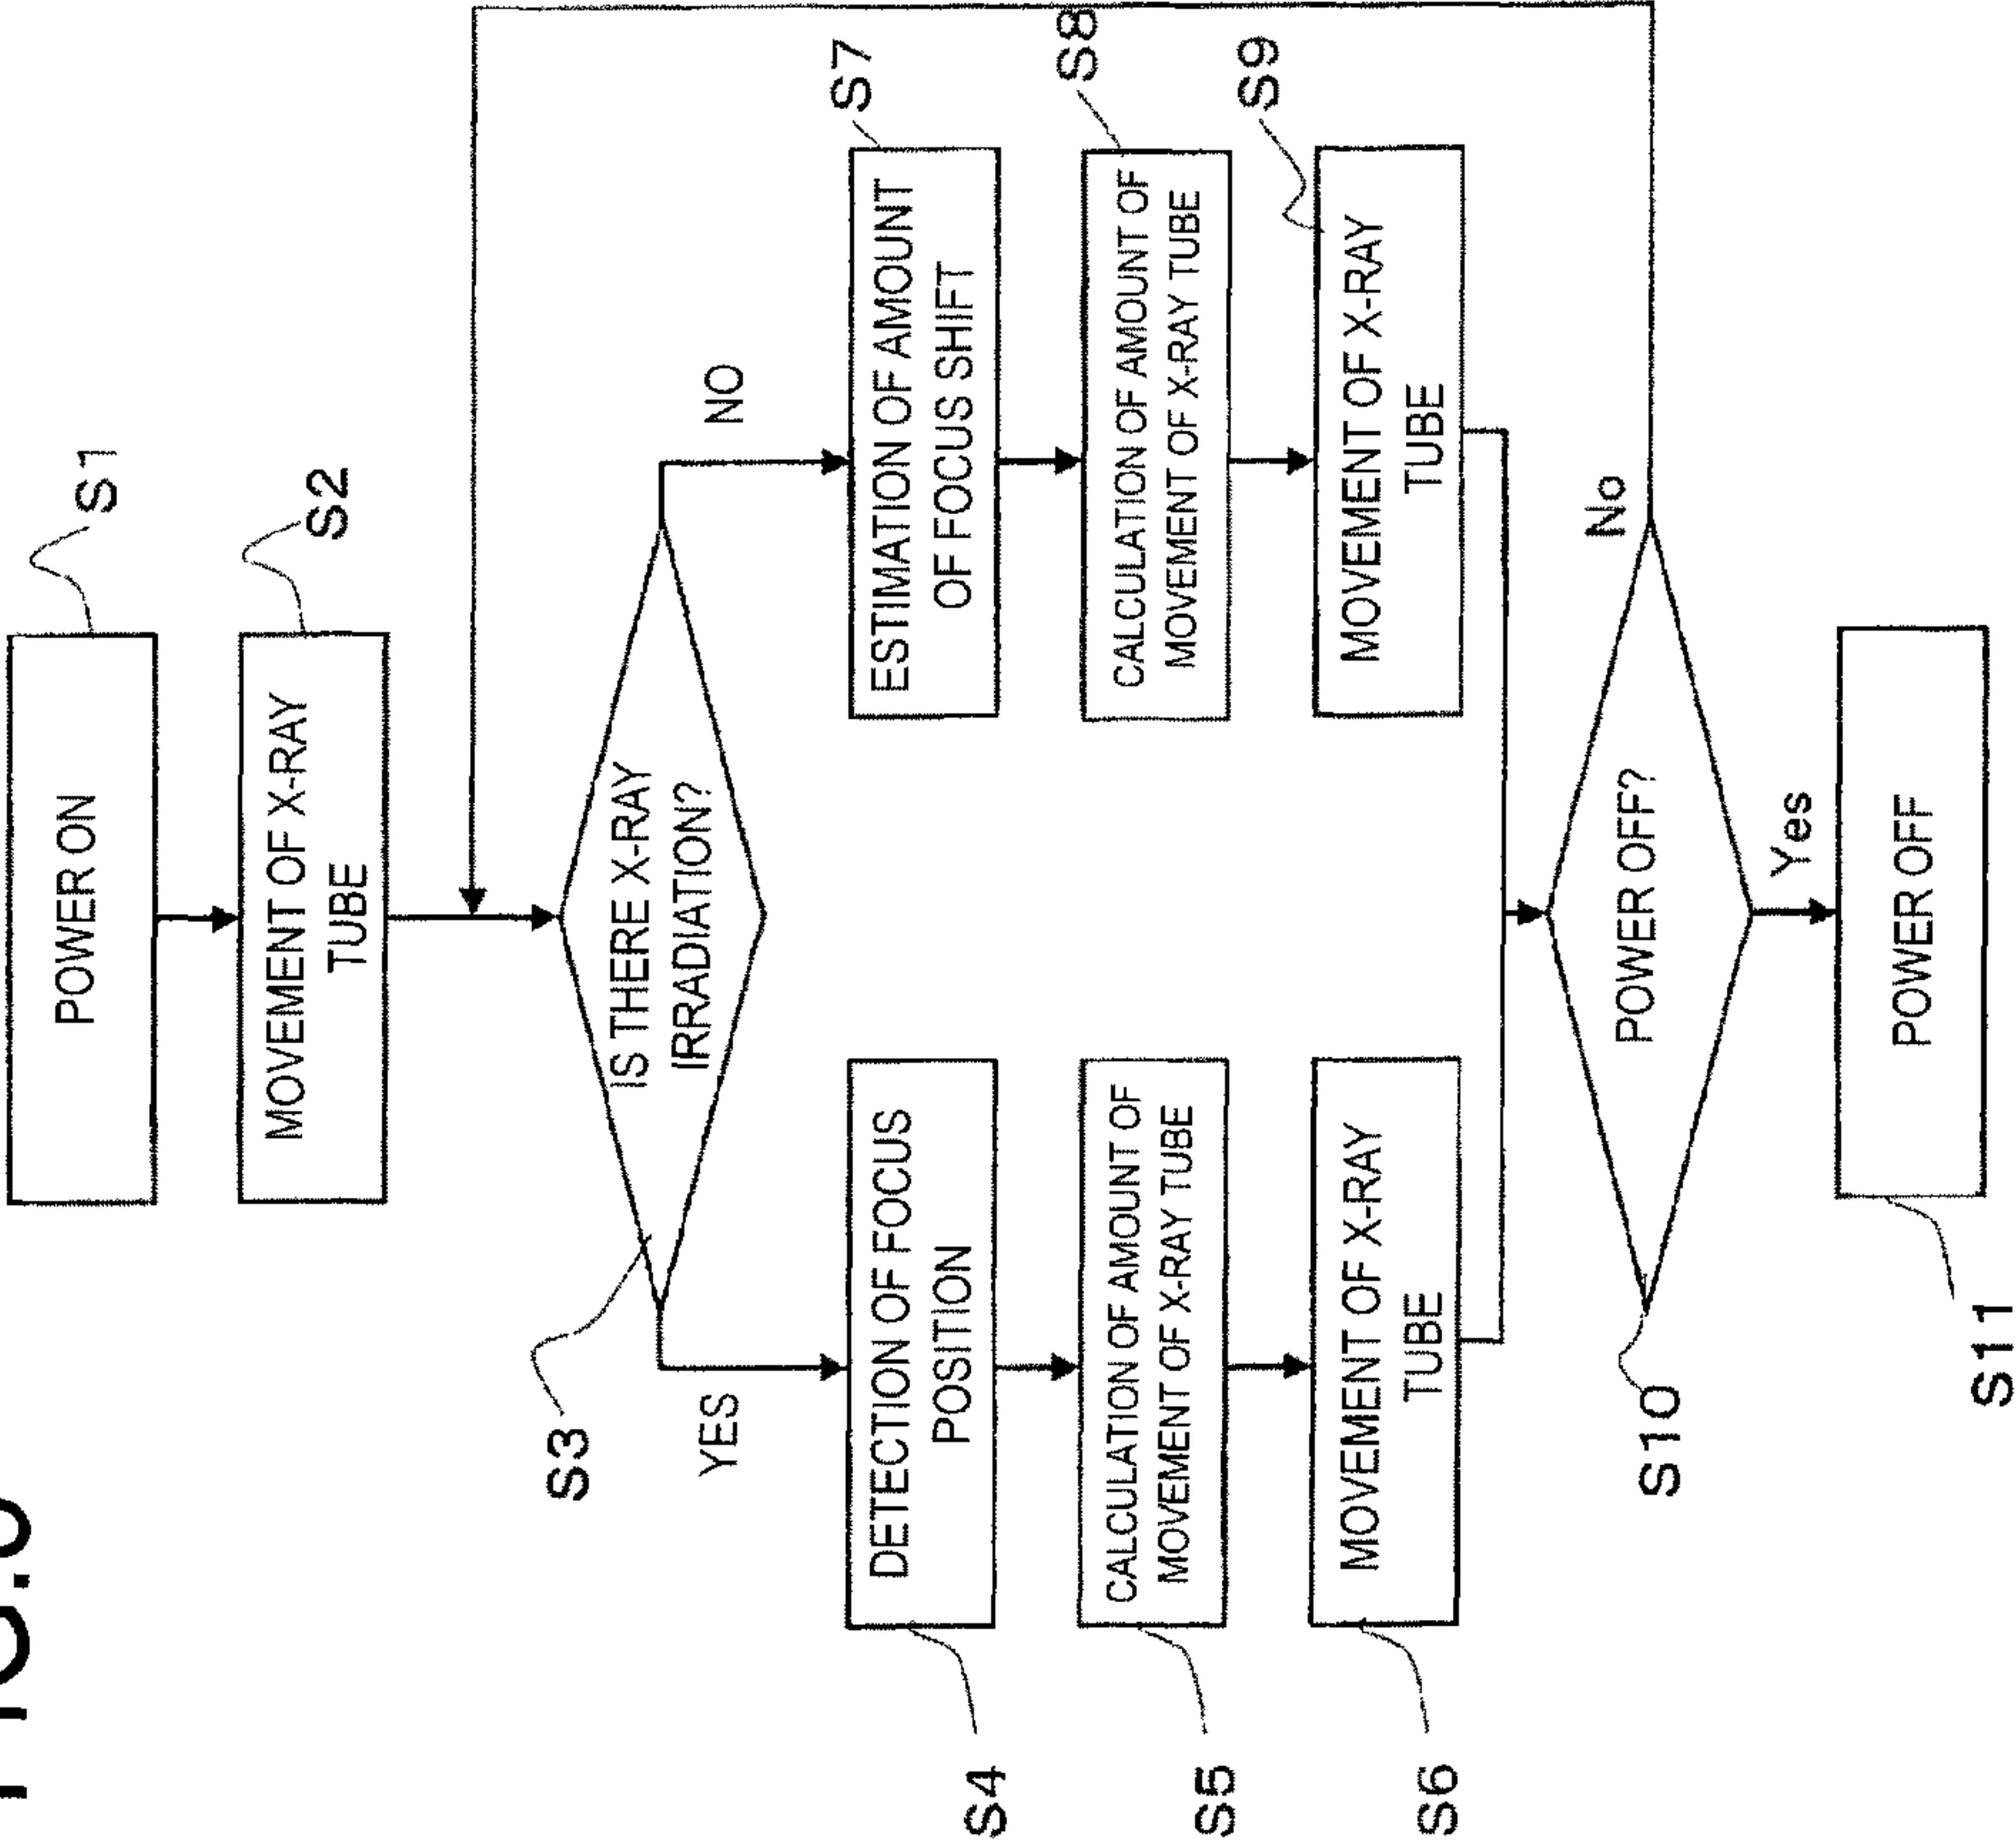 FIG.
POWER ON
S1
MOVEMENT OF X-RAY
TUBE
S2
IS THERE X-RAY
IRRADIATION?
S3
YES
NO
DETECTION OF FOCUS
POSITION
S4
CALCULATION OF AMOUNT OF
MOVEMENT OF X-RAY TUBE
S5
MOVEMENT OF X-RAY
TUBE
S6
ESTIMATION OF AMOUNT
OF FOCUS SHIFT
S7
CALCULATION OF AMOUNT OF
MOVEMENT OF X-RAY TUBE
S8
MOVEMENT OF X-RAY
TUBE
S9
POWER OFF?
S10
No
Yes
POWER OFF
S11